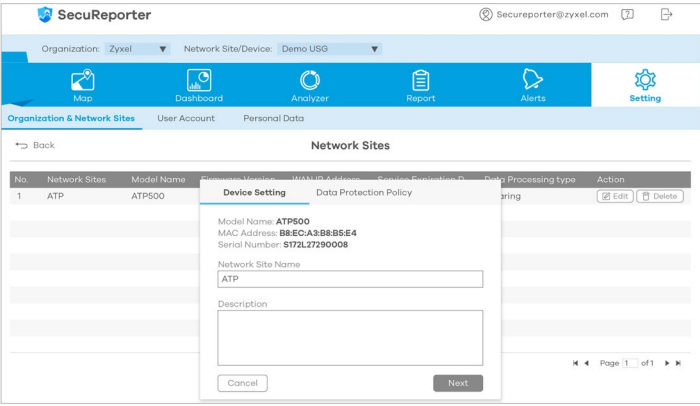 SecuReporter
Secureporter@zyxel.com
Organization: Zyxel Network Site/Device: Demo USG
Map Dashboard Analyzer Report Alerts Setting
Organization & Network Sites User Account Personal Data
Back
Network Sites
No. Network Sites Model Name Firmware Version WAN IP Address Service Expiration D Data Processing type Action
1 ATP ATP500 aring Edit Delete
Device Setting Data Protection Policy
Model Name: ATP500
MAC Address: B8:EC:A3:B8:B5:E4
Serial Number: S172L27290008
Network Site Name
ATP
Description
Cancel Next
Page 1 of 1